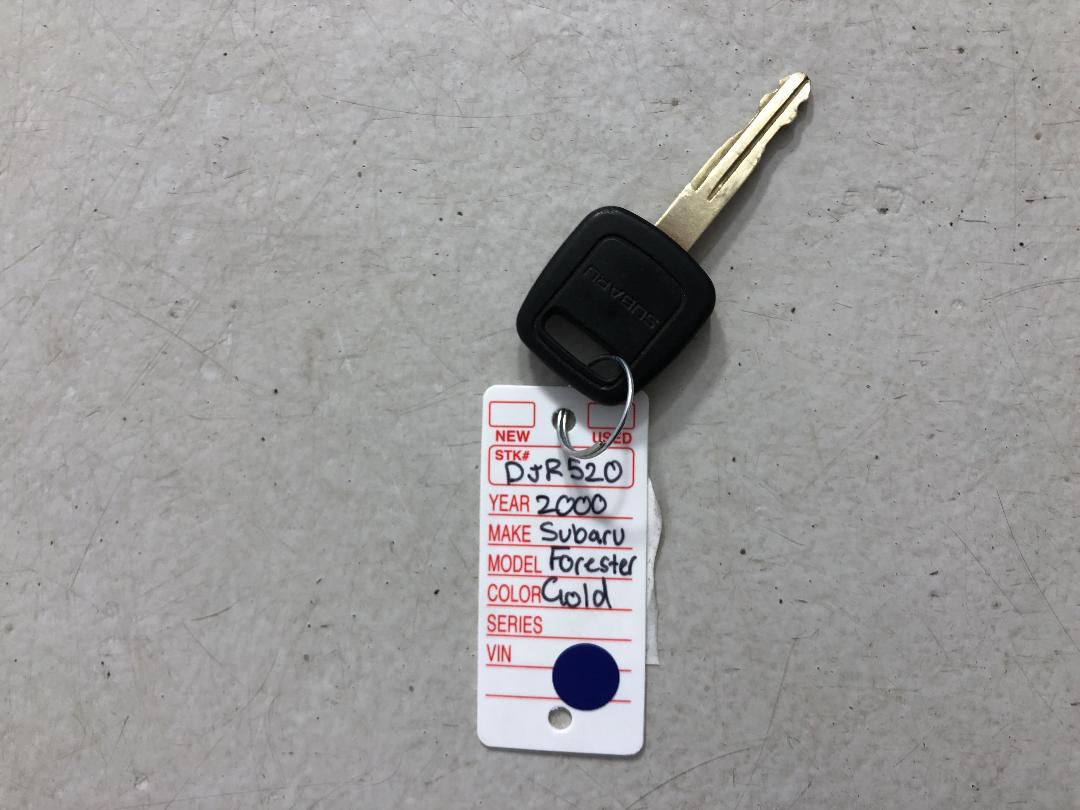 SUBARU
NEW USED
STK#
DJR520
YEAR 2000
MAKE Subaru
MODEL Forester
COLOR Gold
SERIES
VIN